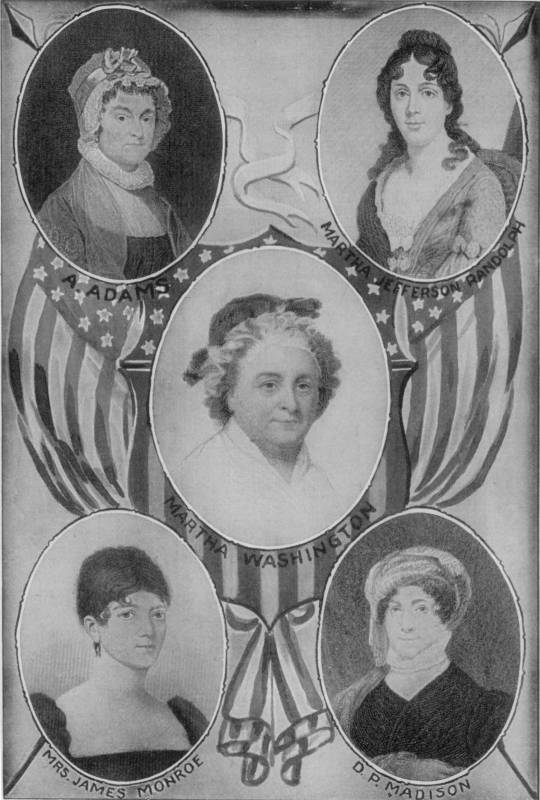 A. ADAMS
MARTHA JEFFERSON RANDOLPH
MARTHA WASHINGTON
MRS. JAMES MONROE
D. P. MADISON